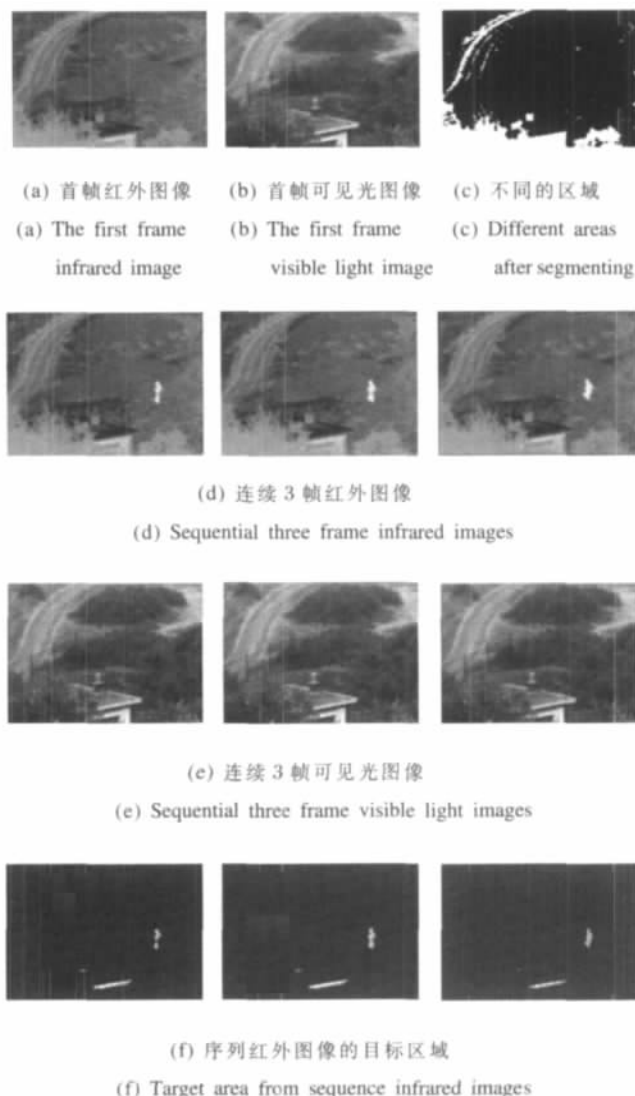 (a) 首帧红外图像 (b) 首帧可见光图像 (c) 不同的区域
(a) The first frame (b) The first frame (c) Different areas
infrared image visible light image after segmenting
(d) 连续 3 帧红外图像
(d) Sequential three frame infrared images
(e) 连续 3 帧可见光图像
(e) Sequential three frame visible light images
(f) 序列红外图像的目标区域
(f) Target area from sequence infrared images